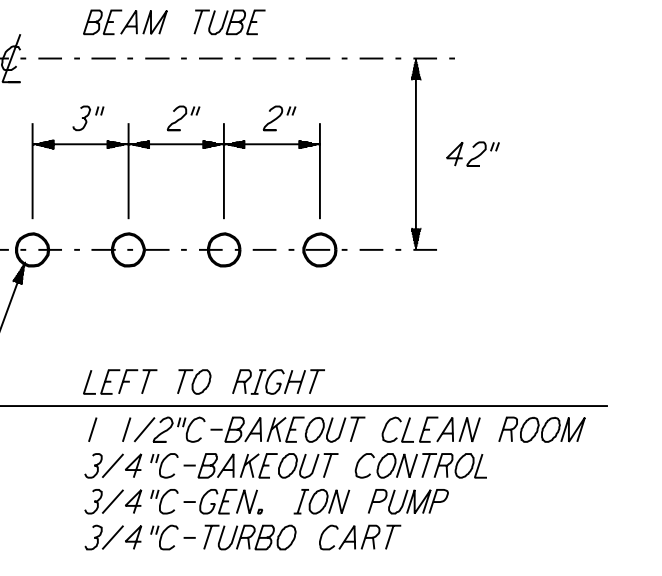 BEAM TUBE
℄
3" 2" 2"
42"
LEFT TO RIGHT
1 1/2"C-BAKEOUT CLEAN ROOM
3/4"C-BAKEOUT CONTROL
3/4"C-GEN. ION PUMP
3/4"C-TURBO CART